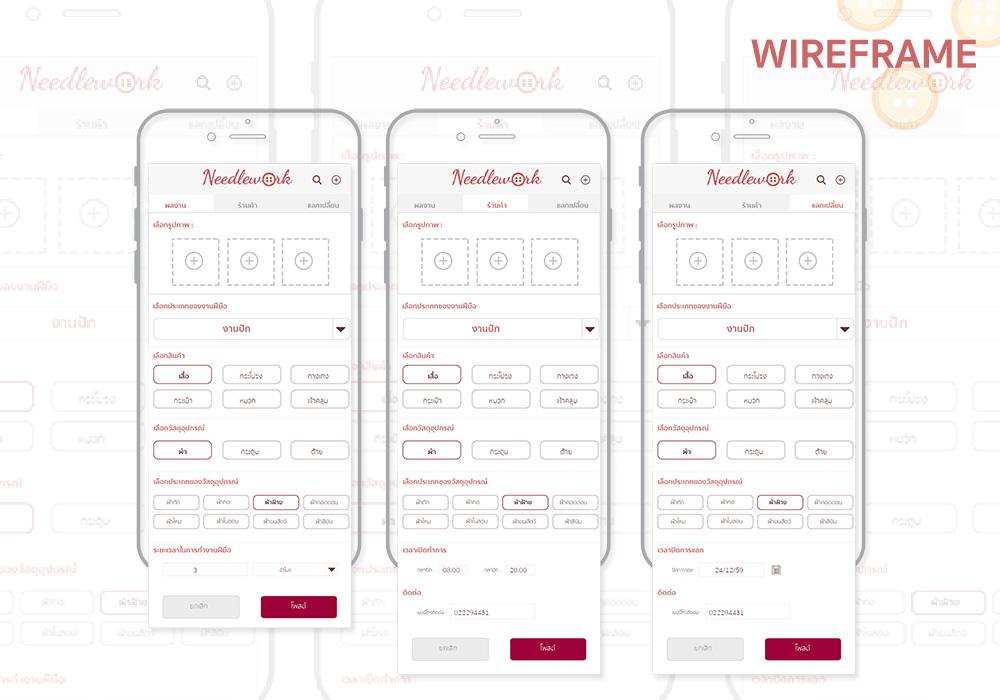 WIREFRAME
Needlework
ผลงาน ร้านค้า แลกเปลี่ยน
เลือกรูปภาพ :
เลือกประเภทของงานฝีมือ
งานปัก
เลือกสินค้า
เสื้อ กระโปรง กางเกง
กระเป๋า หมวก ผ้าคลุม
เลือกวัสดุอุปกรณ์
ผ้า กระดุม ด้าย
เลือกประเภทของวัสดุอุปกรณ์
ผ้าถัก ผ้าทอ ผ้าฝ้าย ผ้าคอตตอน
ผ้าไหม ผ้าใบสอบ ผ้าขนสัตว์ ผ้าลินิน
ระยะเวลาในการทำงานฝีมือ
3 ชั่วโมง
ยกเลิก โพสต์
Needlework
ผลงาน ร้านค้า แลกเปลี่ยน
เลือกรูปภาพ :
เลือกประเภทของงานฝีมือ
งานปัก
เลือกสินค้า
เสื้อ กระโปรง กางเกง
กระเป๋า หมวก ผ้าคลุม
เลือกวัสดุอุปกรณ์
ผ้า กระดุม ด้าย
เลือกประเภทของวัสดุอุปกรณ์
ผ้าถัก ผ้าทอ ผ้าฝ้าย ผ้าคอตตอน
ผ้าไหม ผ้าใบสอบ ผ้าขนสัตว์ ผ้าลินิน
เวลาเปิดทำการ
เวลาเปิด : 08.00 เวลาปิด : 20.00
ติดต่อ
เบอร์โทรติดต่อ : 022294431
ยกเลิก โพสต์
Needlework
ผลงาน ร้านค้า แลกเปลี่ยน
เลือกรูปภาพ :
เลือกประเภทของงานฝีมือ
งานปัก
เลือกสินค้า
เสื้อ กระโปรง กางเกง
กระเป๋า หมวก ผ้าคลุม
เลือกวัสดุอุปกรณ์
ผ้า กระดุม ด้าย
เลือกประเภทของวัสดุอุปกรณ์
ผ้าถัก ผ้าทอ ผ้าฝ้าย ผ้าคอตตอน
ผ้าไหม ผ้าใบสอบ ผ้าขนสัตว์ ผ้าลินิน
เวลาเปิดการแลก
24/12/59
ติดต่อ
เบอร์โทรติดต่อ : 022294431
ยกเลิก โพสต์